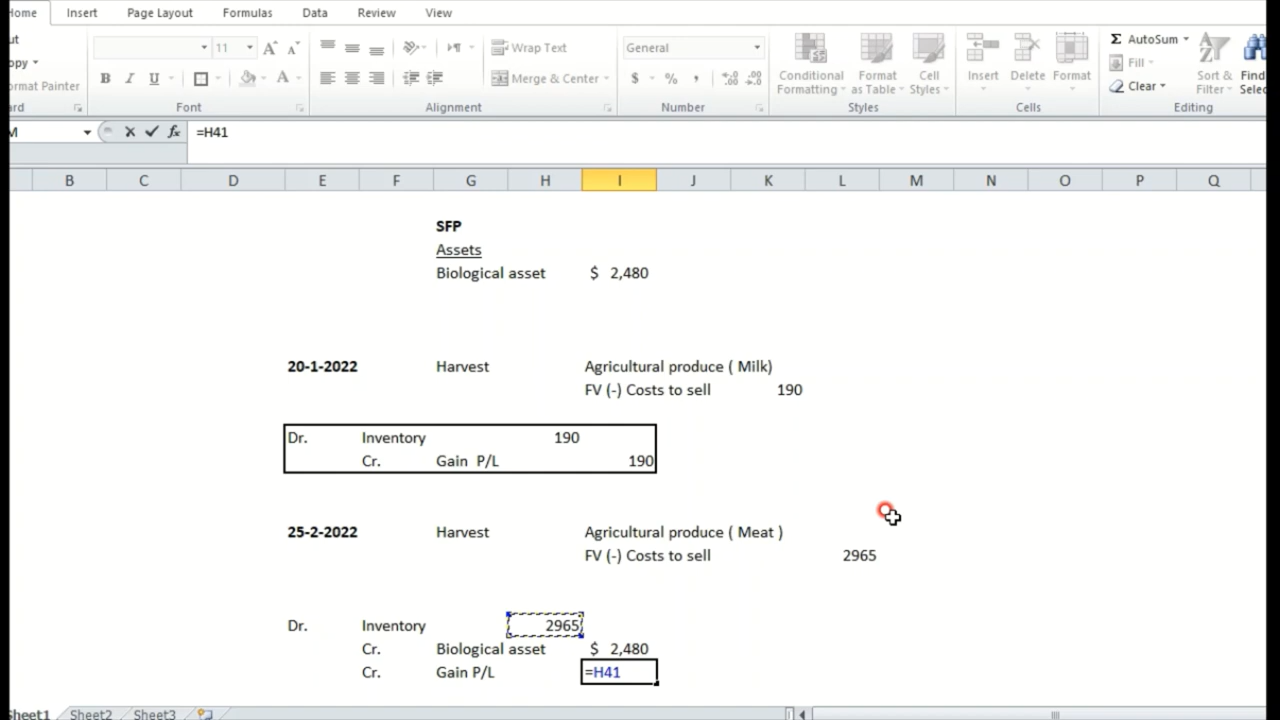 Home Insert Page Layout Formulas Data Review View
ut
opy
ormat Painter
11
B I U A
Wrap Text
Merge & Center
General
$ % ,
Conditional Formatting
Format as Table
Cell Styles
Insert Delete Format
Σ AutoSum
Fill
Clear
Sort & Filter
Find
Selec
ard Font Alignment Number Styles Cells Editing
M fx =H41
B C D E F G H I J K L M N O P Q
SFP
Assets
Biological asset $ 2,480
20-1-2022 Harvest Agricultural produce ( Milk)
FV (-) Costs to sell 190
Dr. Inventory 190
Cr. Gain P/L 190
25-2-2022 Harvest Agricultural produce ( Meat )
FV (-) Costs to sell 2965
Dr. Inventory 2965
Cr. Biological asset $ 2,480
Cr. Gain P/L =H41
Sheet1 Sheet2 Sheet3